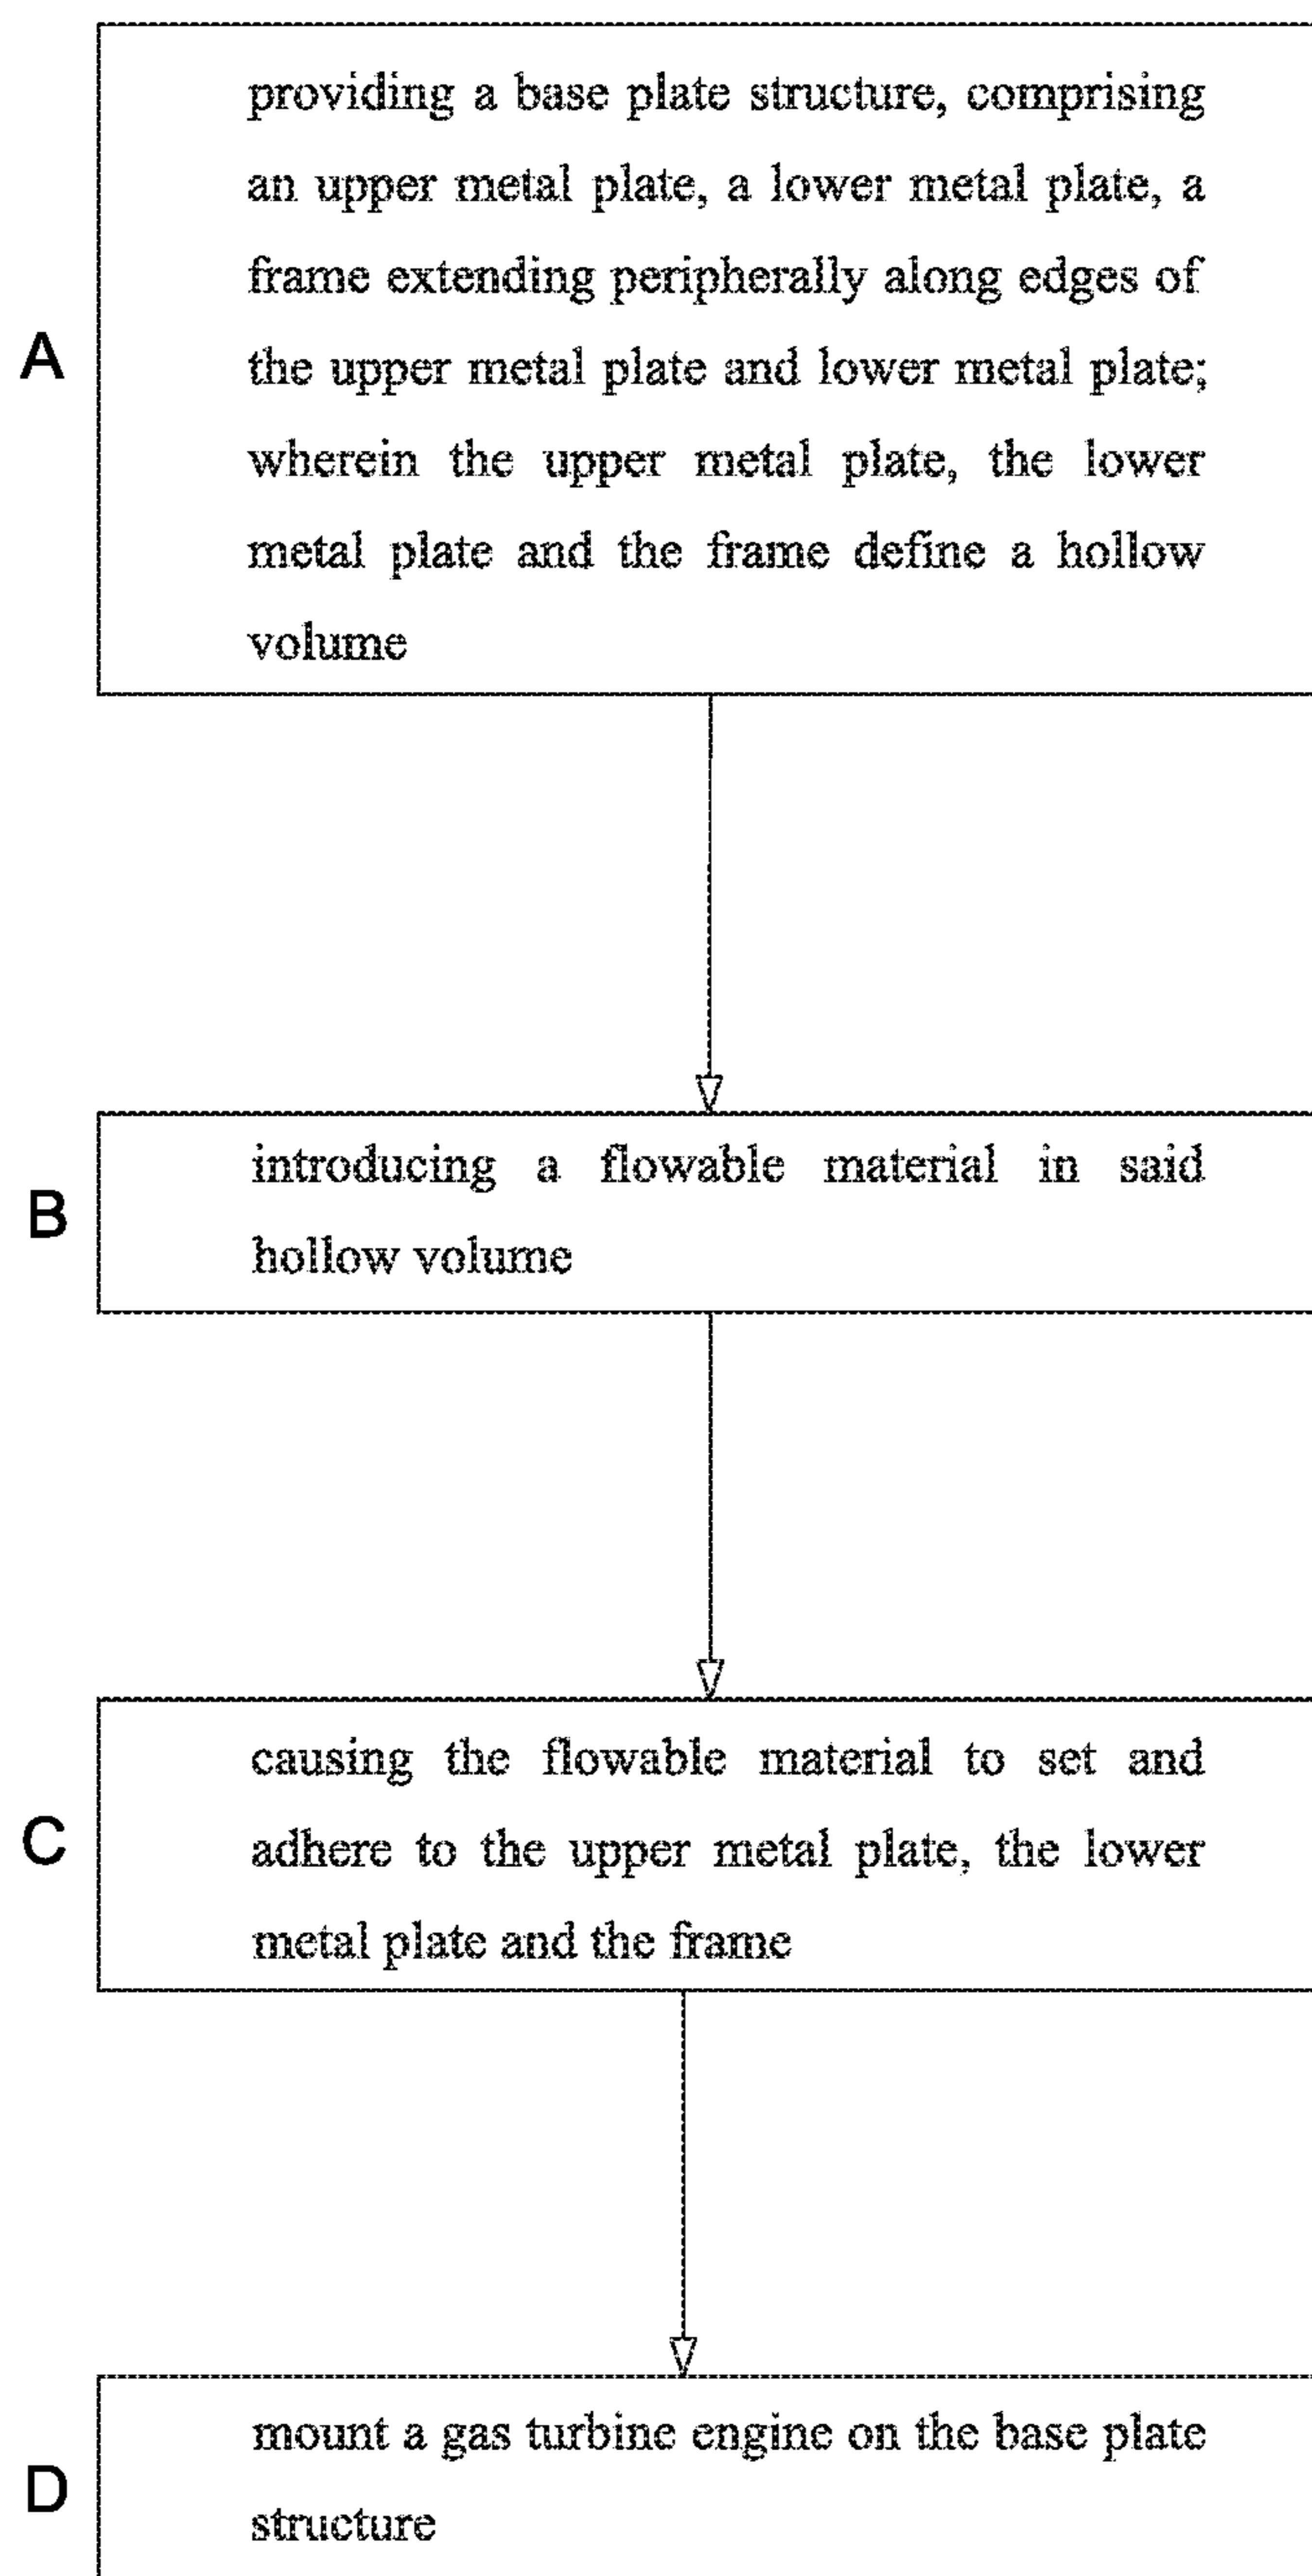 providing a base plate structure, comprising
an upper metal plate, a lower metal plate, a
frame extending peripherally along edges of
A
the upper metal plate and lower metal plate;
wherein the upper metal plate, the lower
metal plate and the frame define a hollow
volume
introducing a flowable material in said
B
hollow volume
causing the flowable material to set and
C
adhere to the upper metal plate, the lower
metal plate and the frame
mount a gas turbine engine on the base plate
D
structure